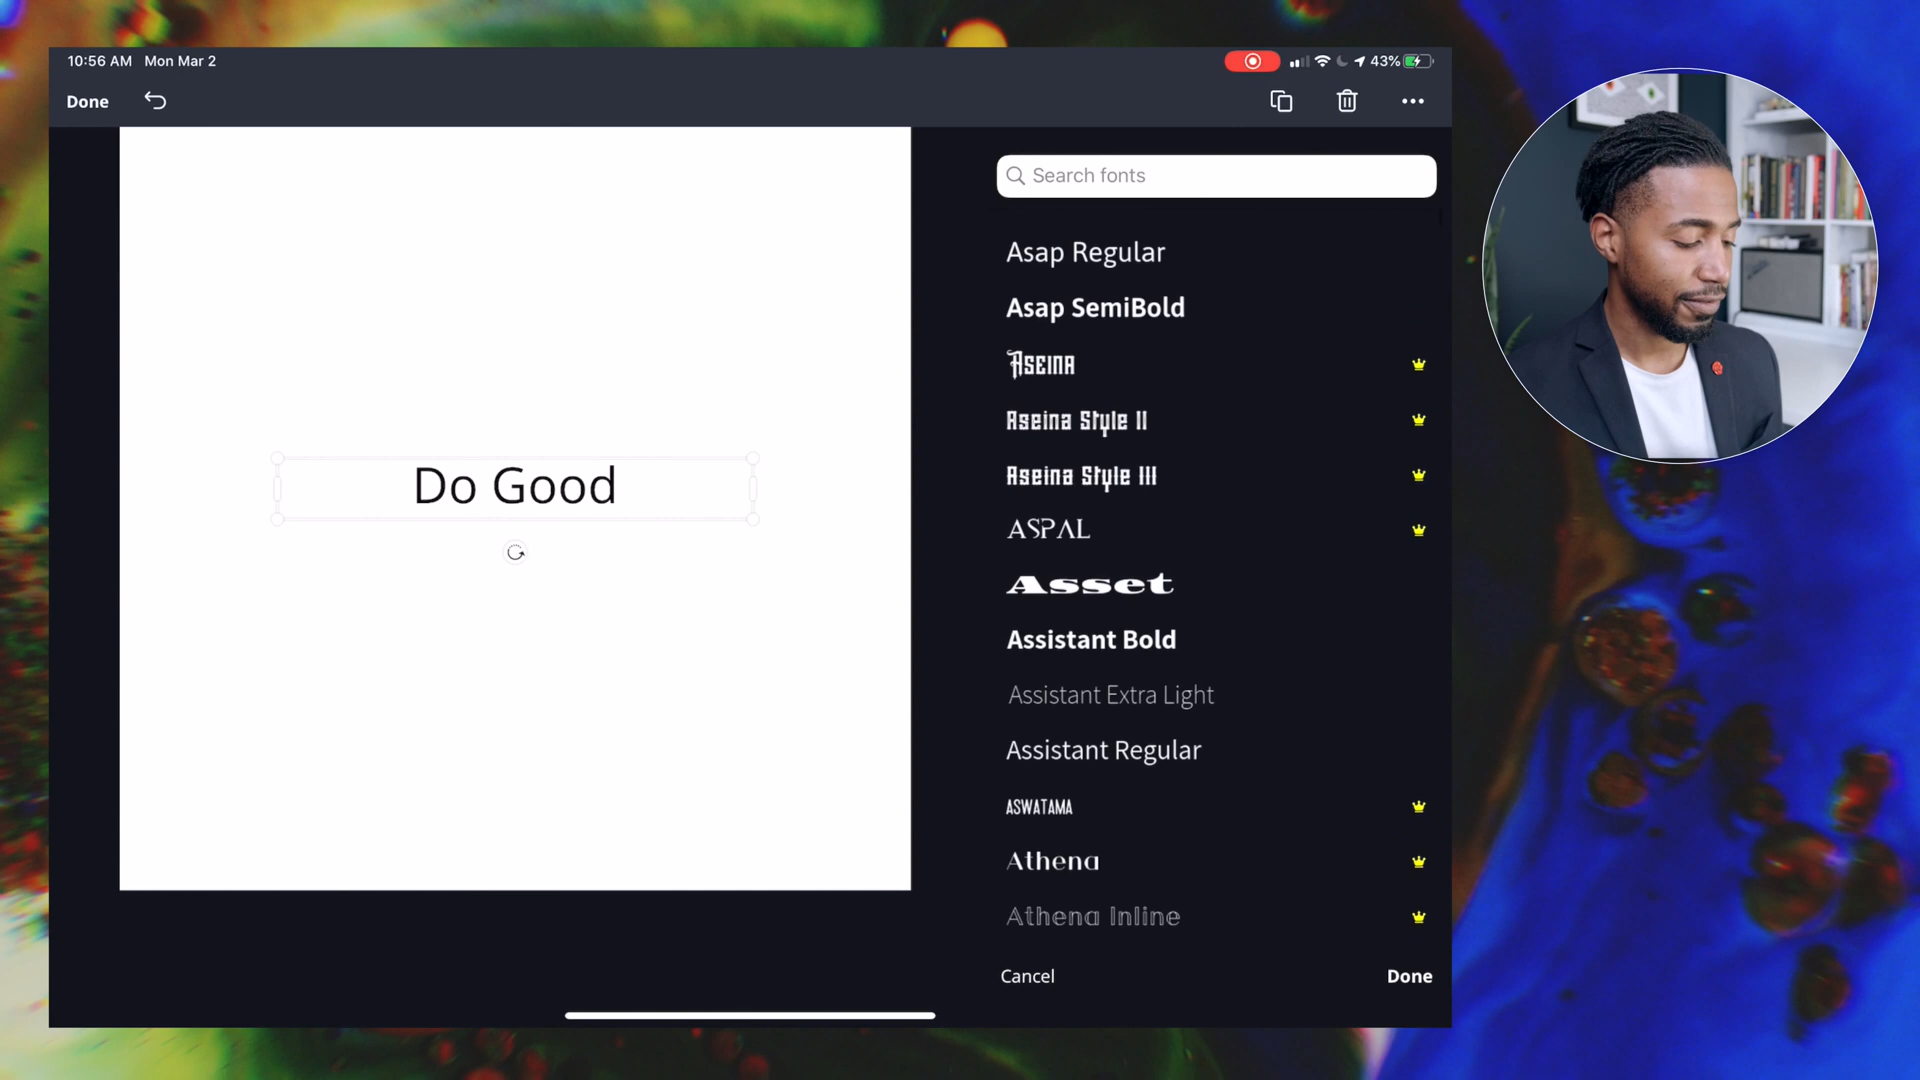 10:56 AM Mon Mar 2
43%
Done
Search fonts
Asap Regular
Asap SemiBold
Do Good
ASEINA
Aseina Style II
Aseina Style III
ASPAL
Asset
Assistant Bold
Assistant Extra Light
Assistant Regular
ASWATAMA
Athena
Athena Inline
Cancel
Done